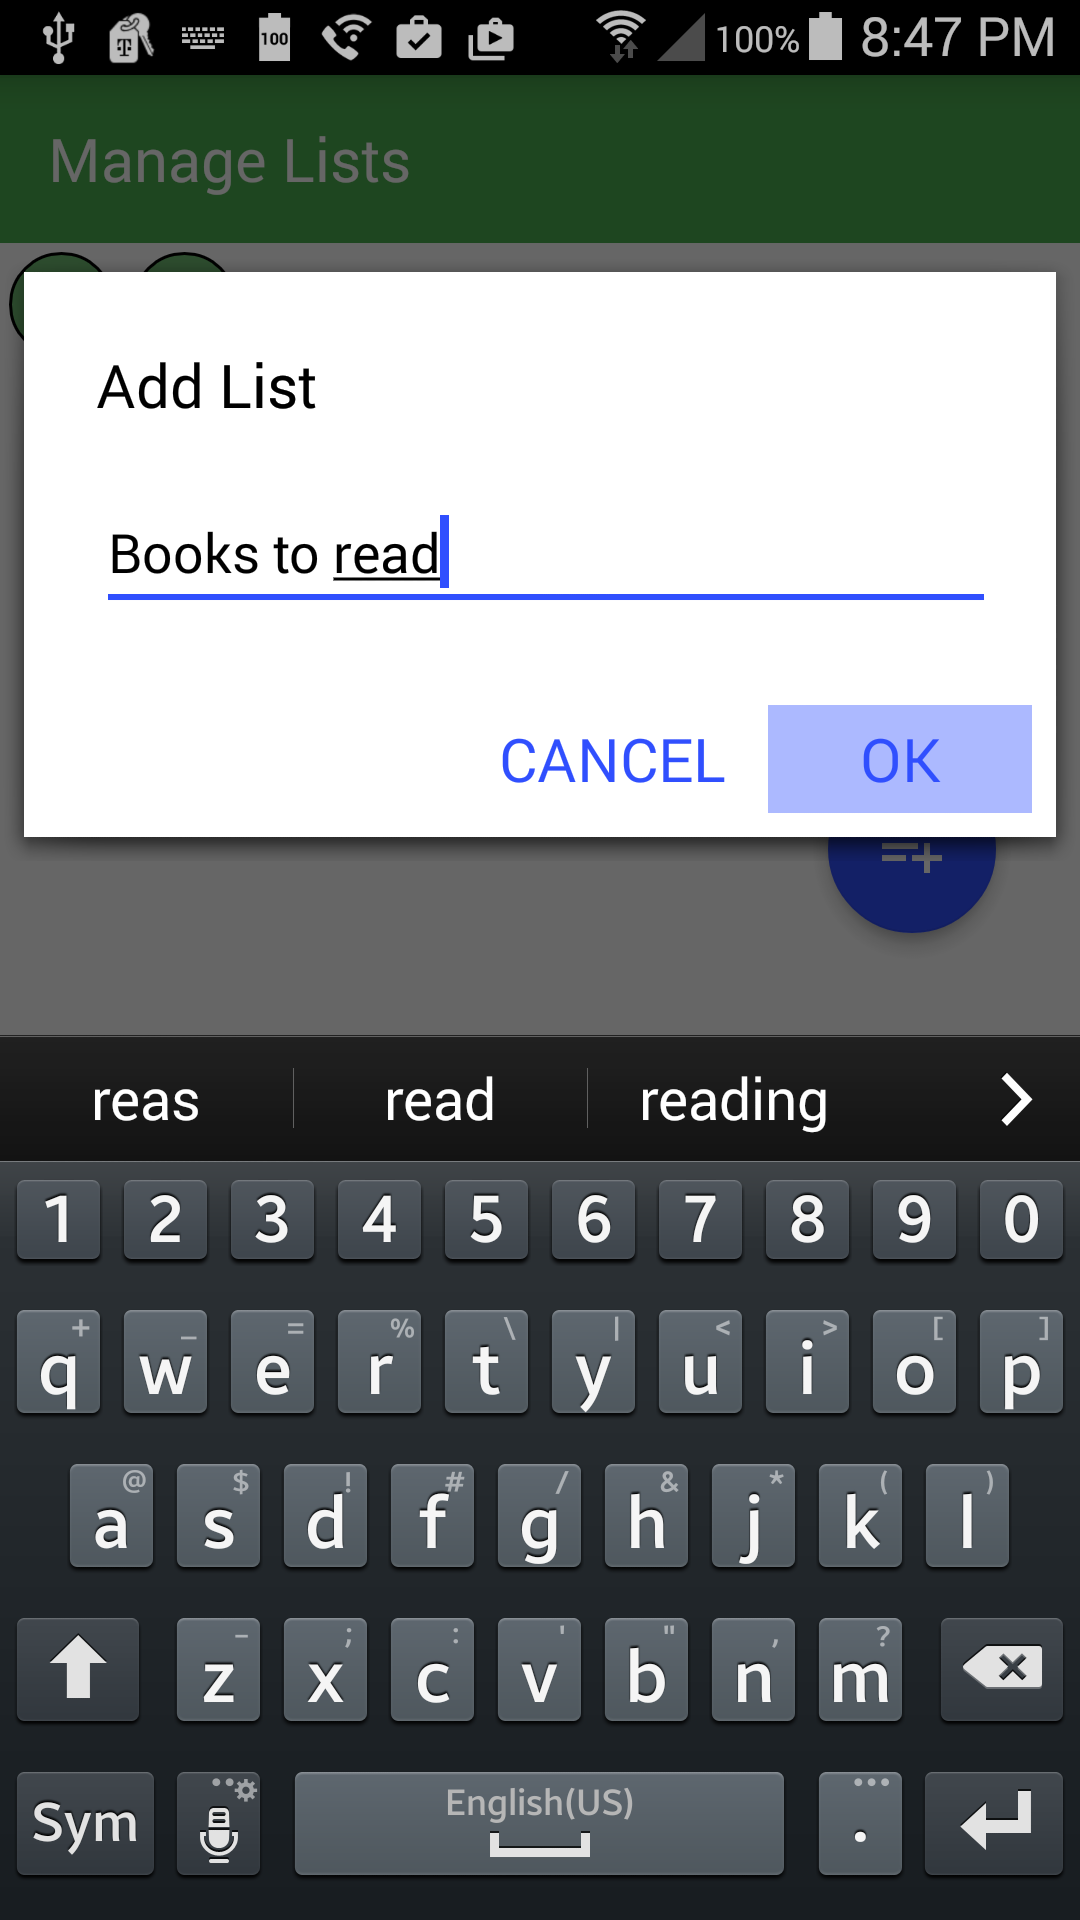 100 100% 8:47 PM
Manage Lists
Add List
Books to read
CANCEL OK
reas read reading
1 2 3 4 5 6 7 8 9 0
+ _ = % \ | < > [ ]
q w e r t y u i o p
@ $ ! # / & * ( )
a s d f g h j k l
- ; : ' " , ?
z x c v b n m
English(US)
Sym .